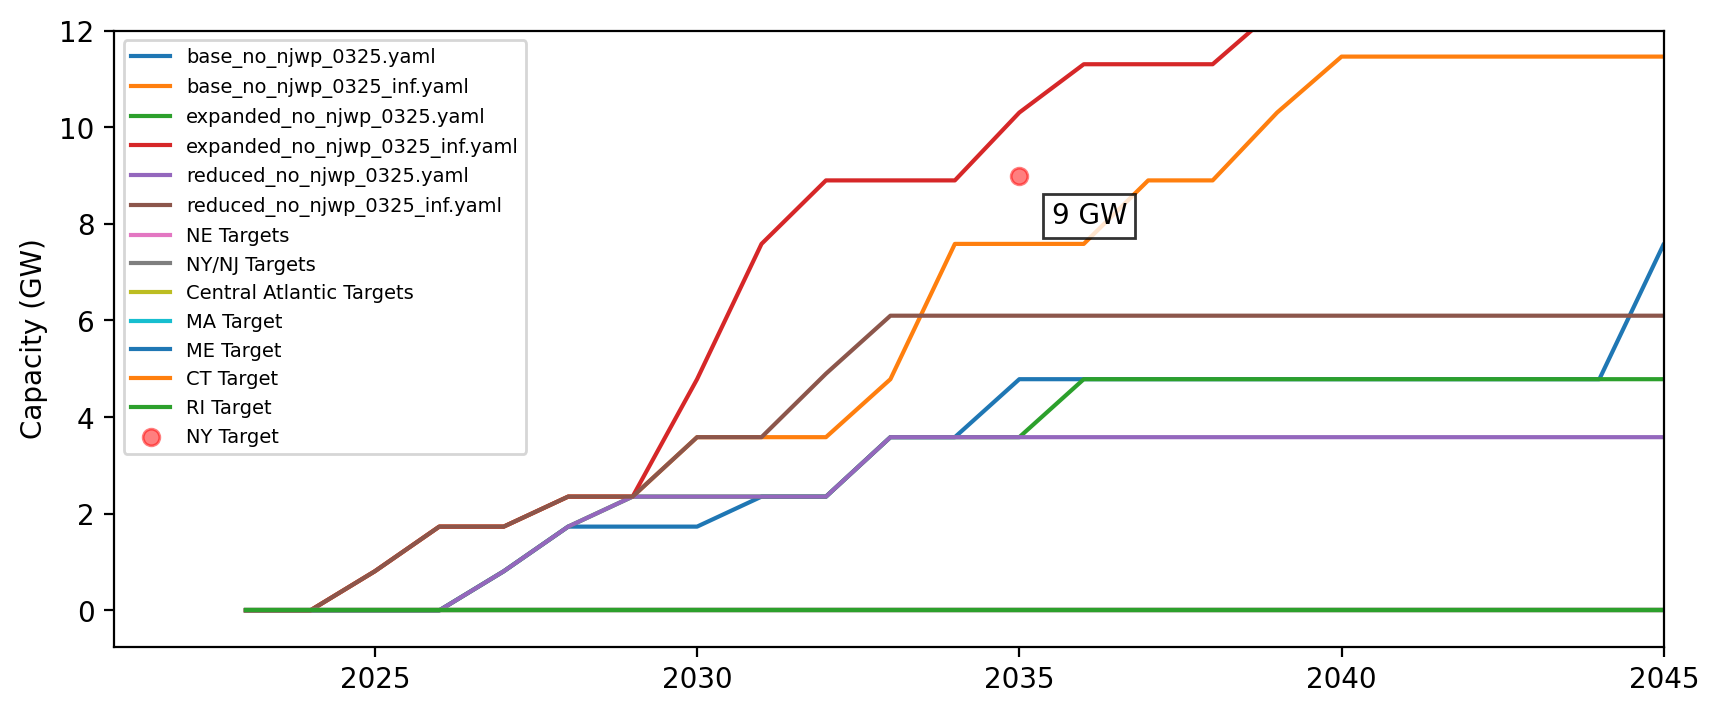 12
10
8
6
4
2
0
Capacity (GW)
base_no_njwp_0325.yaml
base_no_njwp_0325_inf.yaml
expanded_no_njwp_0325.yaml
expanded_no_njwp_0325_inf.yaml
reduced_no_njwp_0325.yaml
reduced_no_njwp_0325_inf.yaml
NE Targets
NY/NJ Targets
Central Atlantic Targets
MA Target
ME Target
CT Target
RI Target
NY Target
9 GW
2025
2030
2035
2040
2045